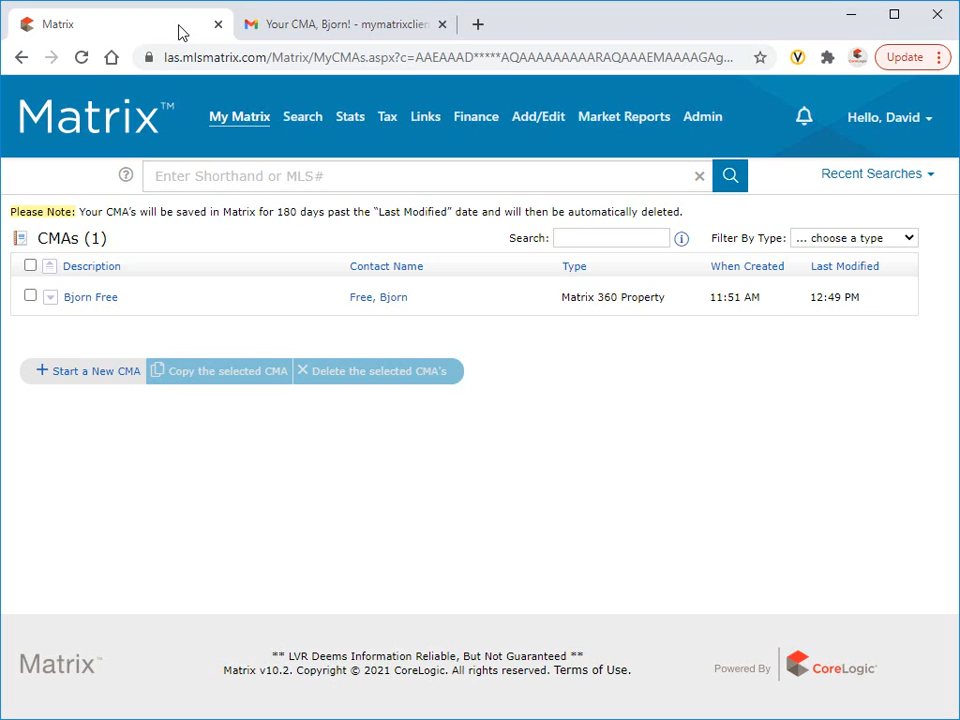 Matrix
Your CMA, Bjorn! - mymatrixclien
las.mlsmatrix.com/Matrix/MyCMAs.aspx?c=AAEAAAD*****AQAAAAAAAAARAQAAAEMAAAAGAg...
Update
Matrix™
My Matrix Search Stats Tax Links Finance Add/Edit Market Reports Admin
Hello, David
Enter Shorthand or MLS#
Recent Searches
Please Note: Your CMA's will be saved in Matrix for 180 days past the “Last Modified” date and will then be automatically deleted.
CMAs (1)
Search:
Filter By Type: ... choose a type
Description Contact Name Type When Created Last Modified
Bjorn Free Free, Bjorn Matrix 360 Property 11:51 AM 12:49 PM
+ Start a New CMA Copy the selected CMA Delete the selected CMA's
Matrix™
** LVR Deems Information Reliable, But Not Guaranteed **
Matrix v10.2. Copyright © 2021 CoreLogic. All rights reserved. Terms of Use.
Powered By
CoreLogic